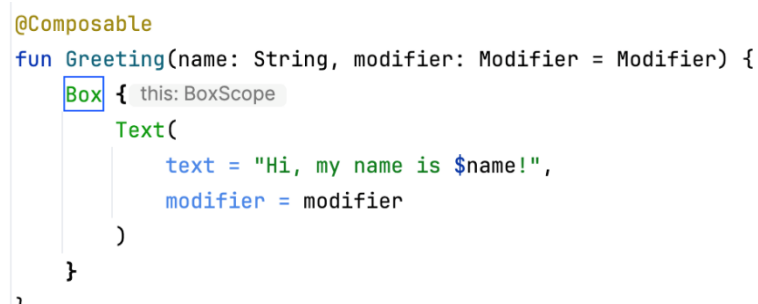 @Composable
fun Greeting(name: String, modifier: Modifier = Modifier) {
Box { this: BoxScope
Text(
text = "Hi, my name is $name!",
modifier = modifier
)
}
}